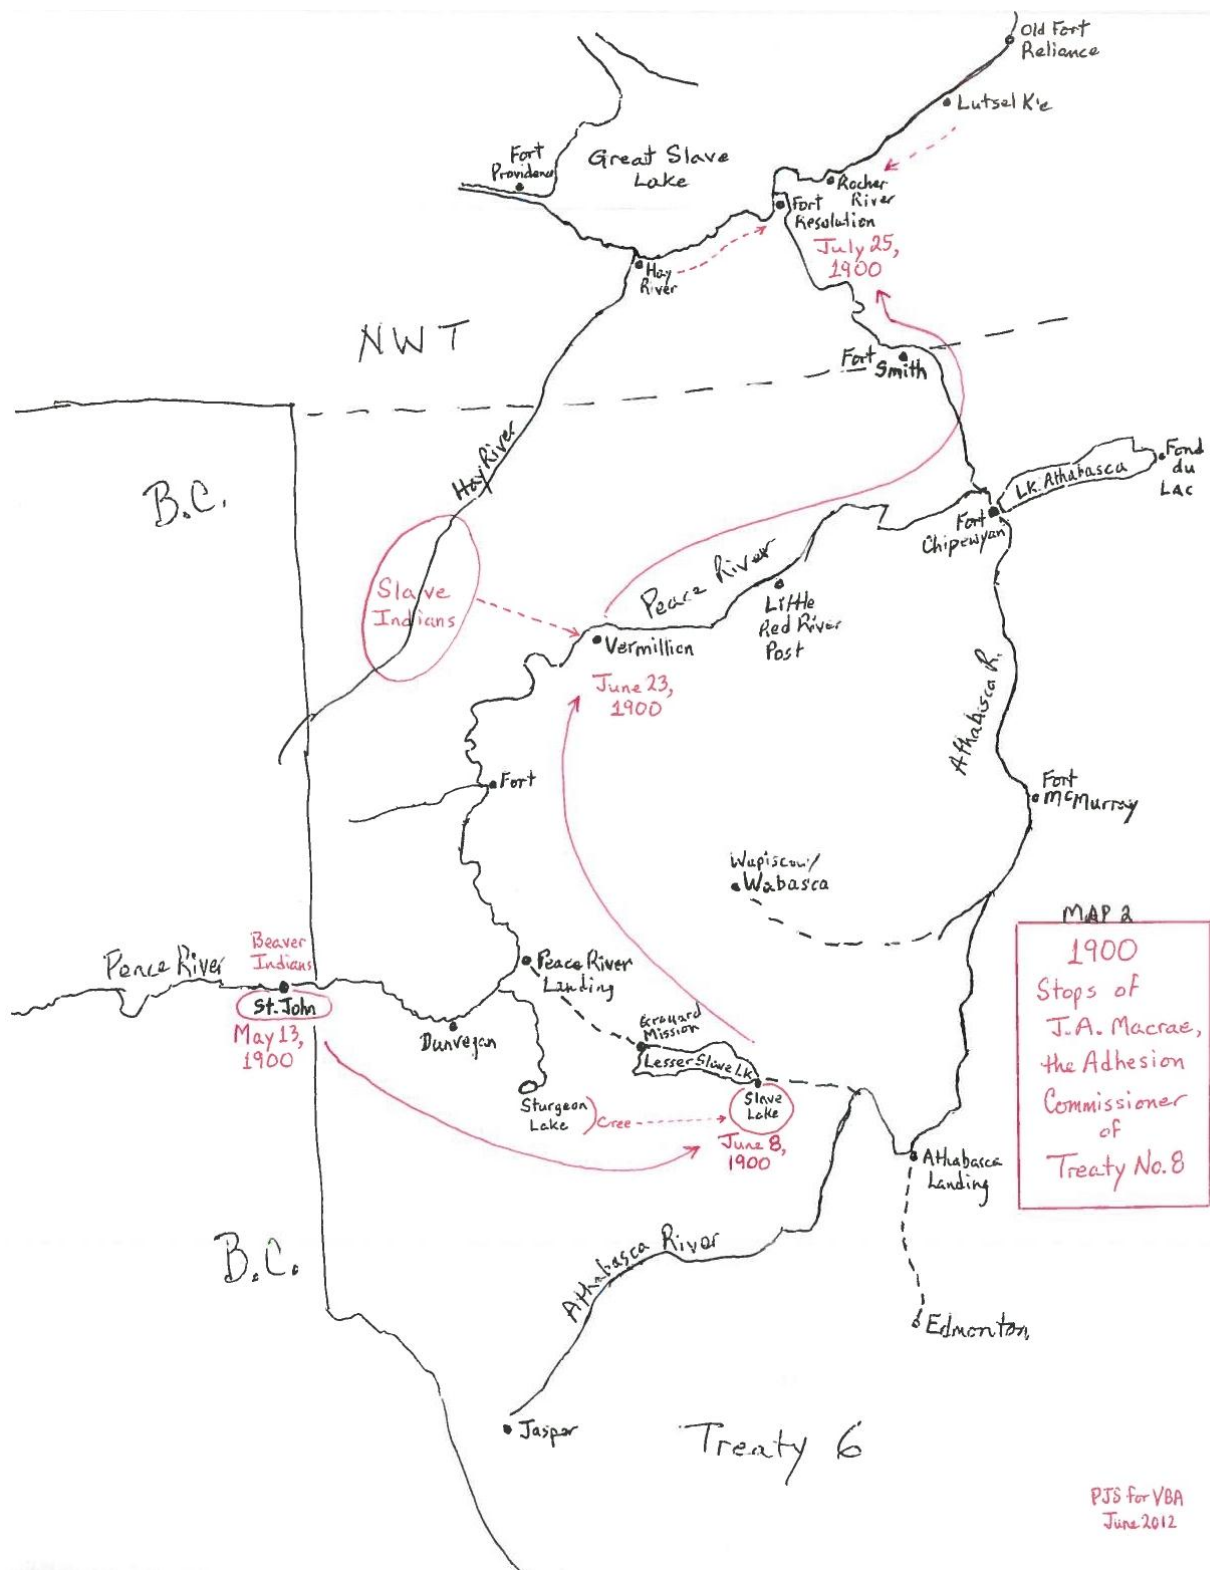 Old Fort
Reliance
Lutsel K'e
Fort
Providence
Great Slave
Lake
Rocher
River
Fort
Resolution
July 25,
1900
Hay
River
NWT
Fort
Smith
Hay River
B.C.
Lk. Athabasca
Fond
du
Lac
Fort
Chipewyan
Slave
Indians
Peace River
Little
Red River
Post
Vermillion
June 23,
1900
Athabasca R.
Fort
Fort
McMurray
Wapiscow/
Wabasca
MAP 2
1900
Stops of
J.A. Macrae,
the Adhesion
Commissioner
of
Treaty No. 8
Beaver
Indians
Peace River
St. John
May 13,
1900
Peace River
Landing
Dunvegan
Grouard
Mission
Lesser Slave Lk.
Sturgeon
Lake
Cree
Slave
Lake
June 8,
1900
Athabasca
Landing
B.C.
Athabasca River
Edmonton
Jasper
Treaty 6
PJS for VBA
June 2012